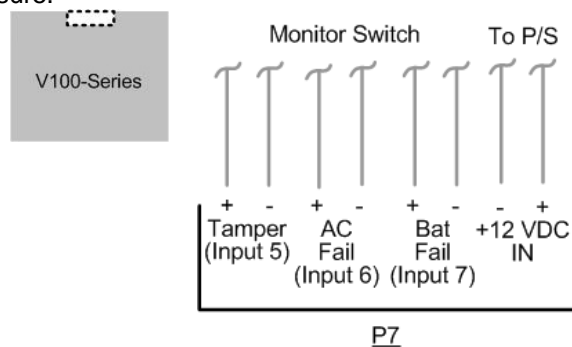 sure.
V100-Series
Monitor Switch To P/S
+ - + - + - - +
Tamper AC Bat +12 VDC
(Input 5) Fail Fail IN
(Input 6) (Input 7)
P7